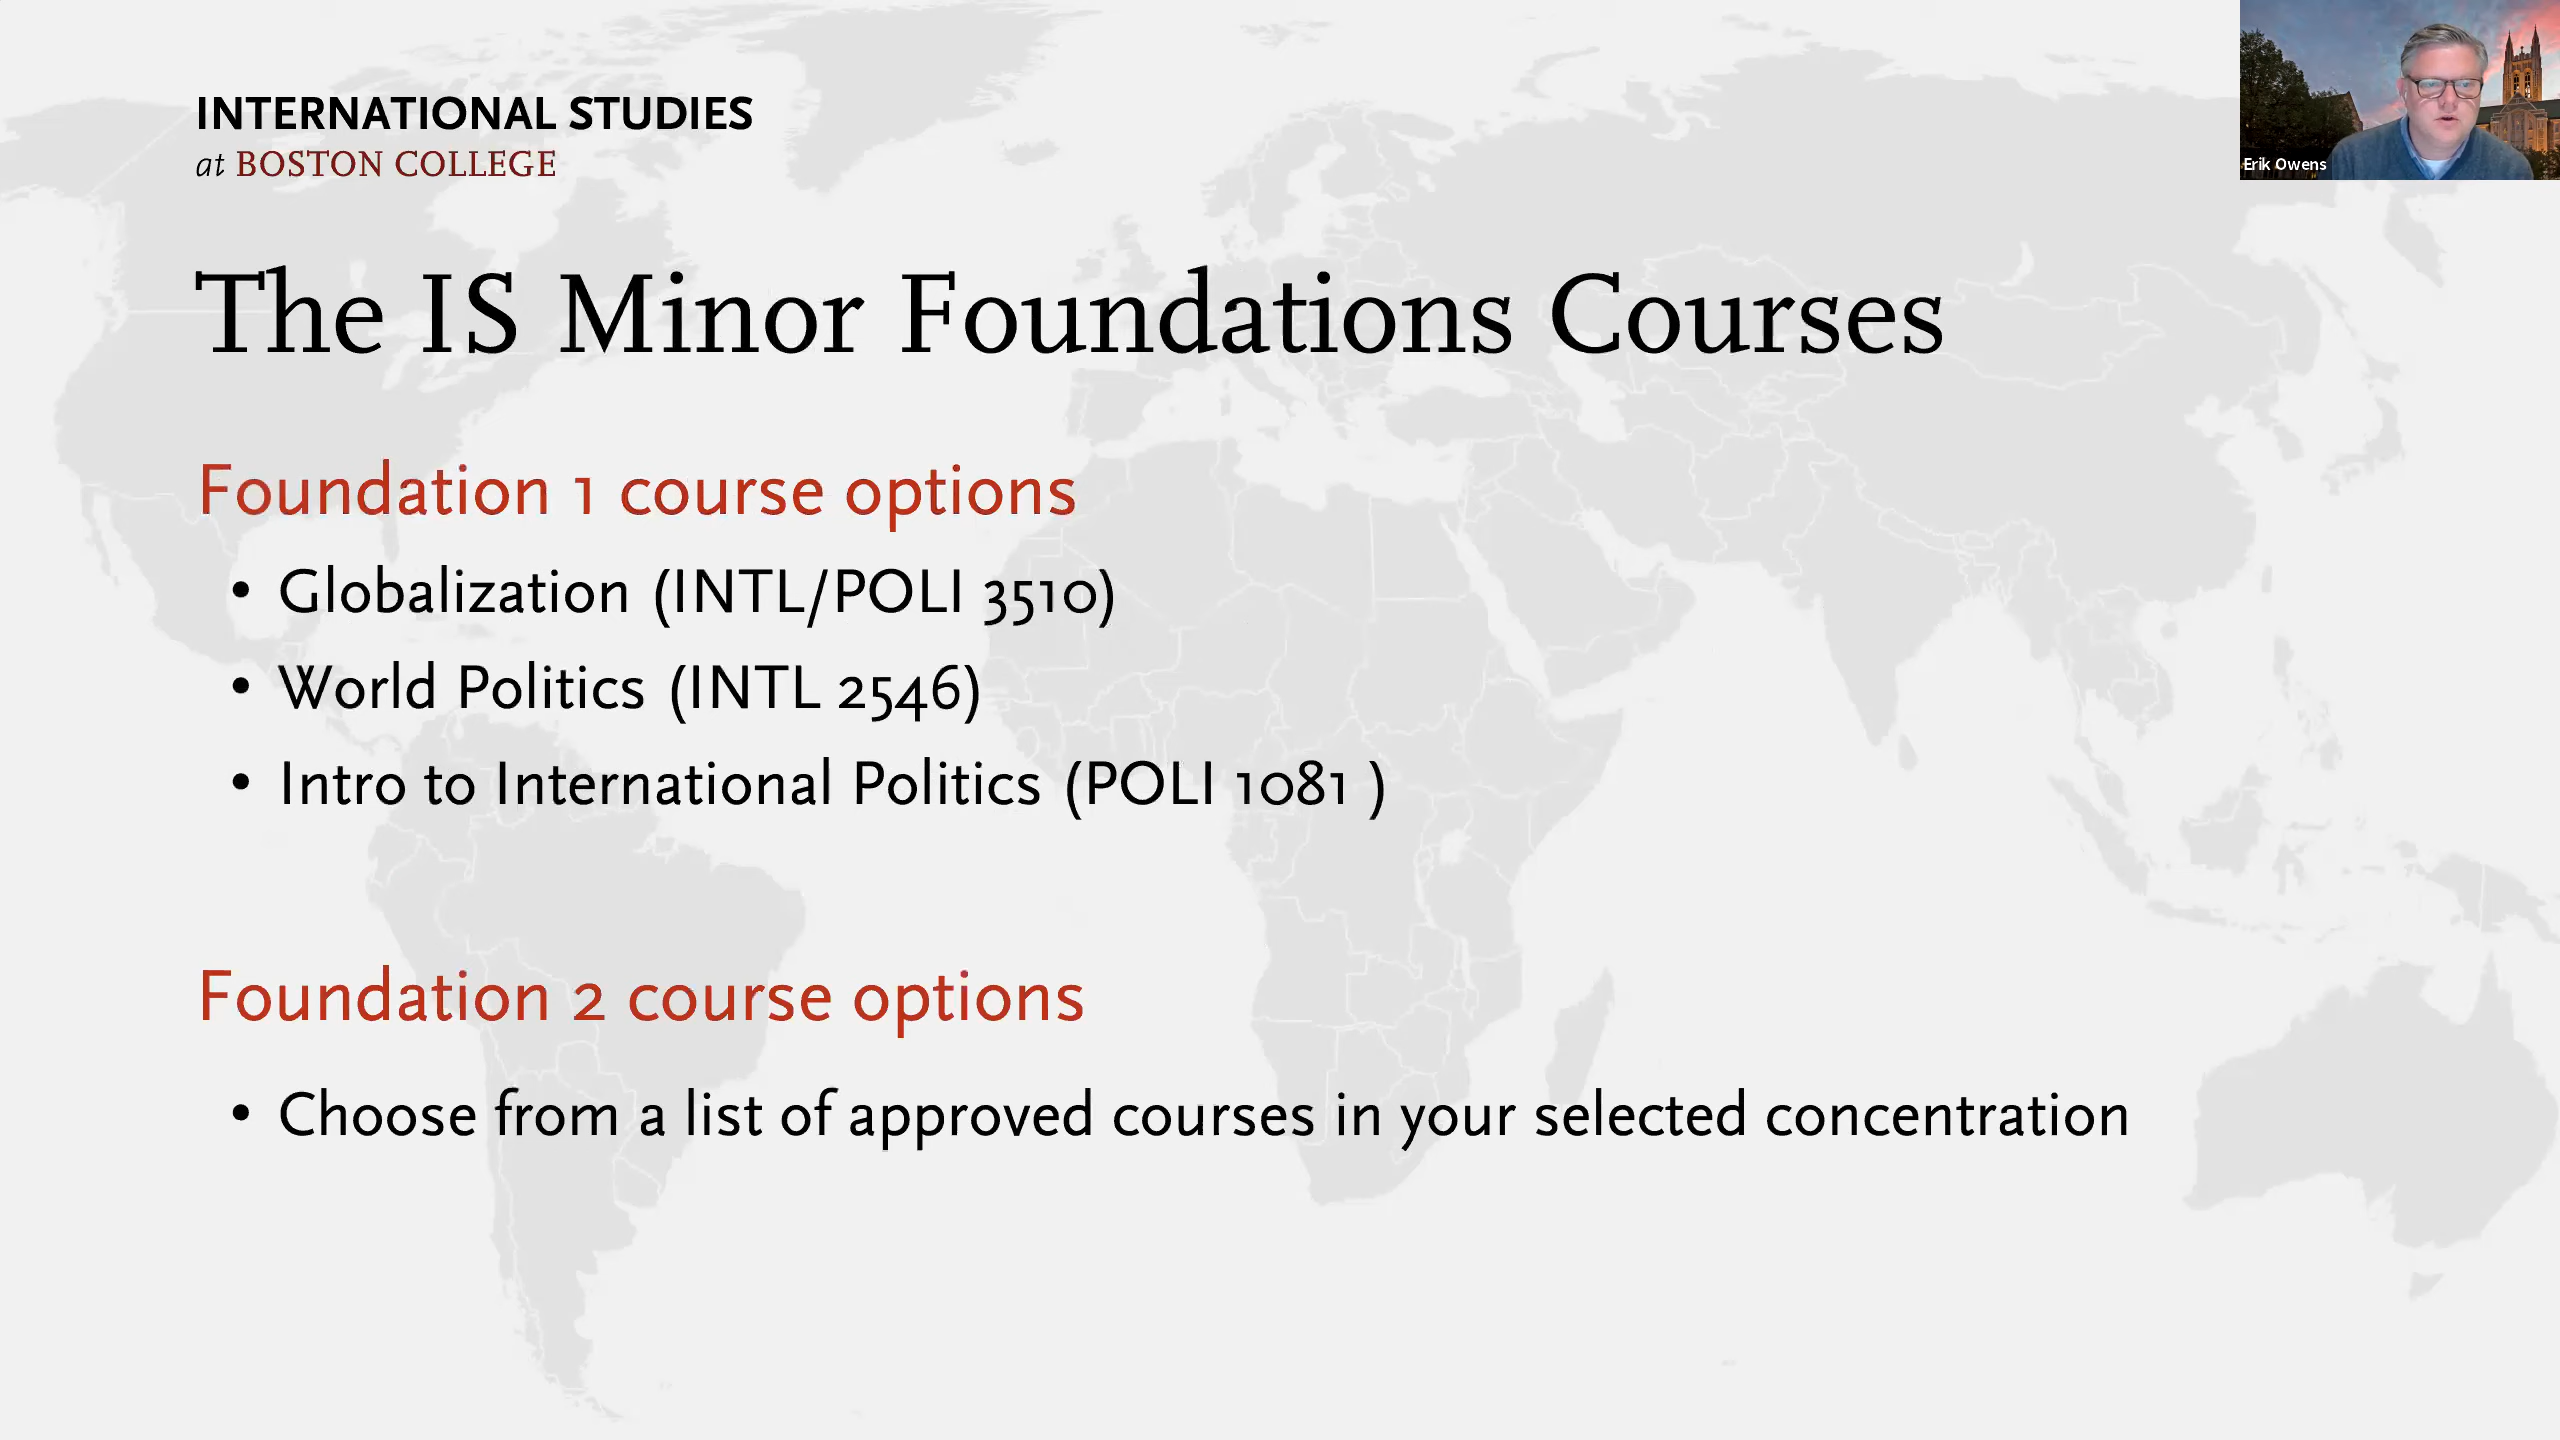 INTERNATIONAL STUDIES
at BOSTON COLLEGE
Erik Owens
The IS Minor Foundations Courses
Foundation 1 course options
• Globalization (INTL/POLI 3510)
• World Politics (INTL 2546)
• Intro to International Politics (POLI 1081 )
Foundation 2 course options
• Choose from a list of approved courses in your selected concentration